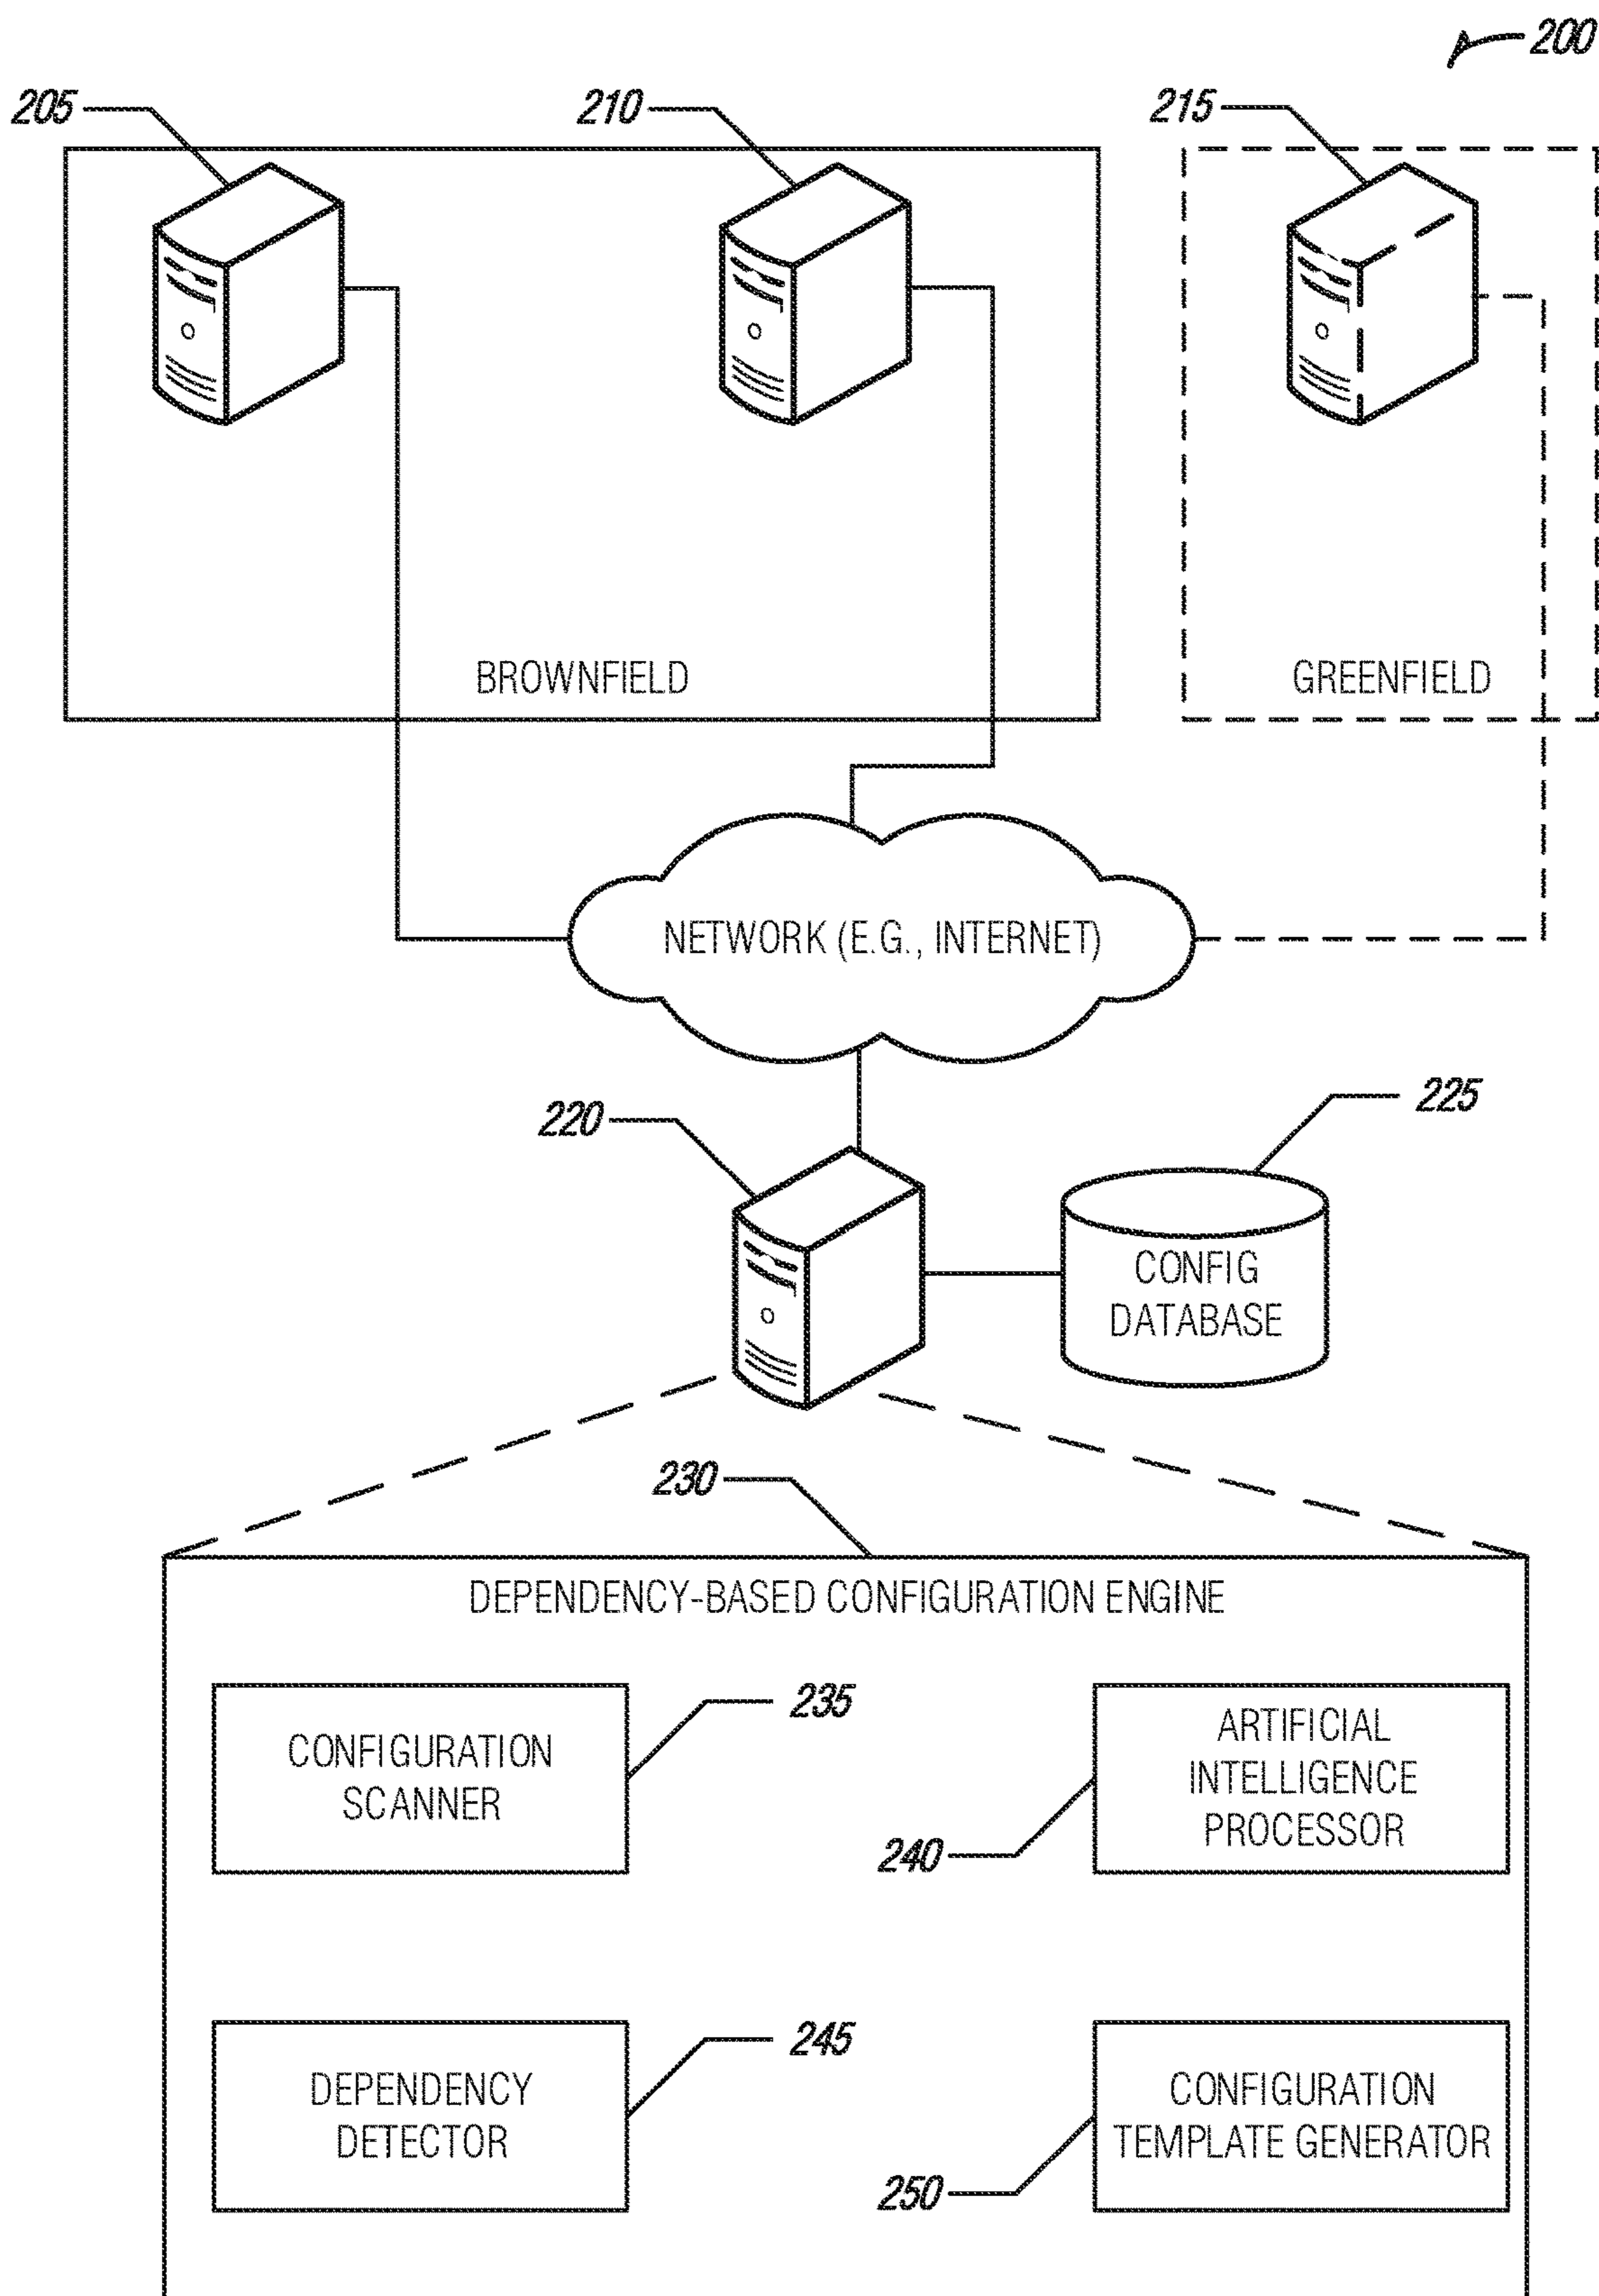 200
205
210
215
BROWNFIELD
GREENFIELD
NETWORK (E.G., INTERNET)
220
225
CONFIG
DATABASE
230
DEPENDENCY-BASED CONFIGURATION ENGINE
CONFIGURATION
SCANNER
235
ARTIFICIAL
INTELLIGENCE
PROCESSOR
240
DEPENDENCY
DETECTOR
245
CONFIGURATION
TEMPLATE GENERATOR
250